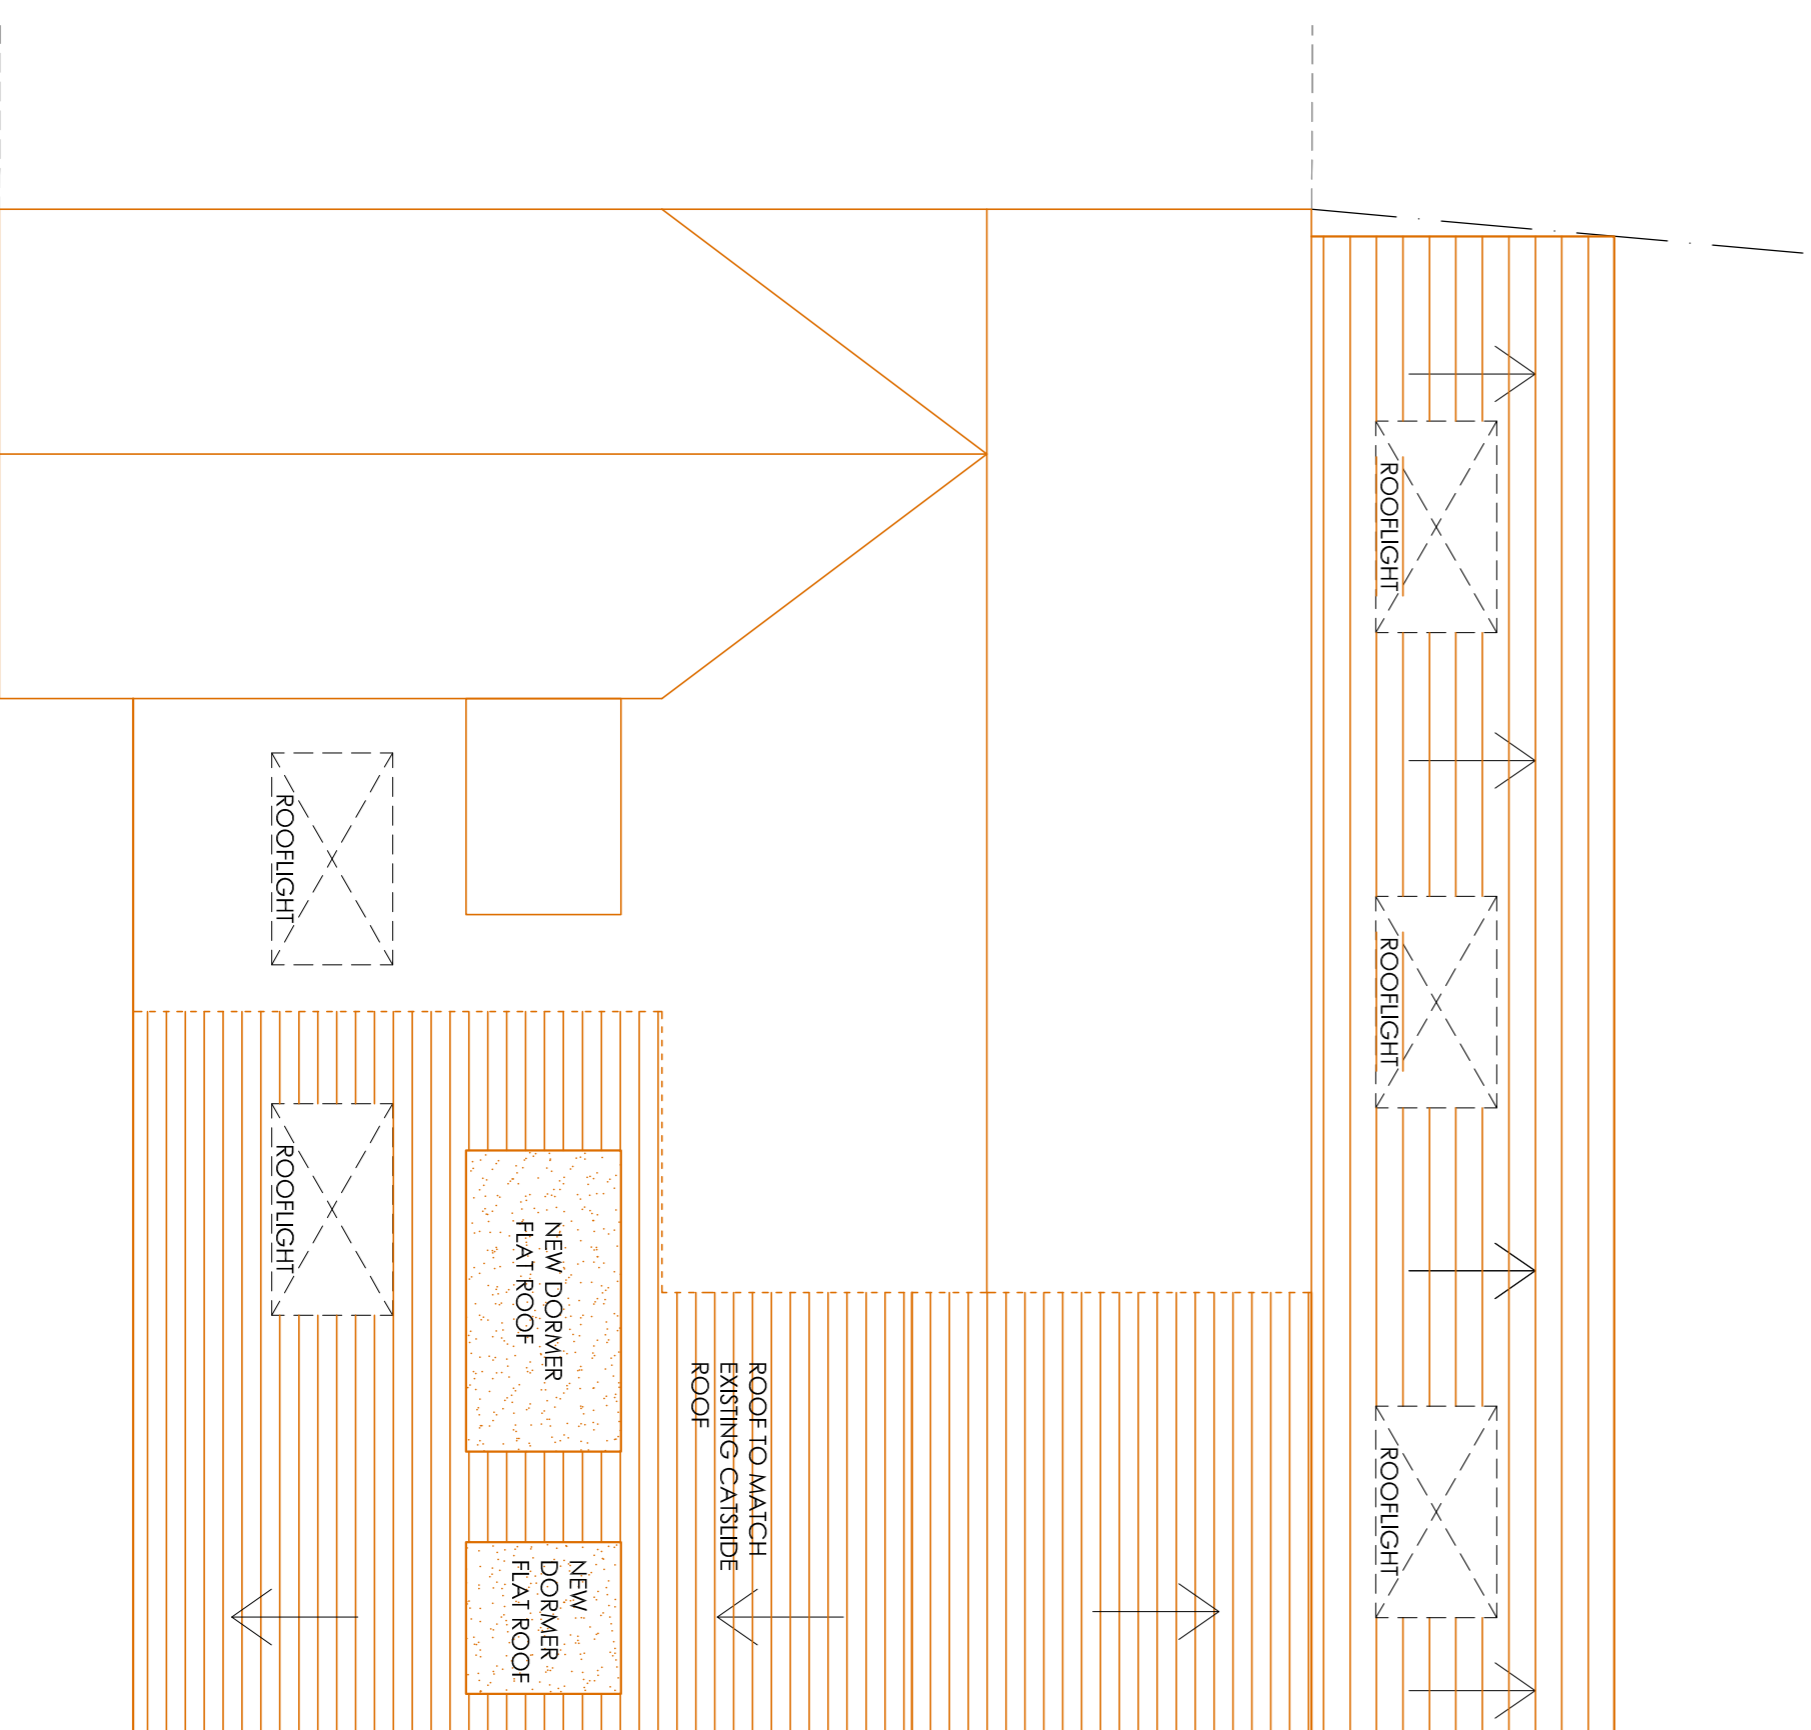 ROOFLIGHT
ROOFLIGHT
ROOFLIGHT
ROOFLIGHT
ROOFLIGHT
NEW DORMER
FLAT ROOF
ROOF TO MATCH
EXISTING CATSLIDE
ROOF
NEW
DORMER
FLAT ROOF